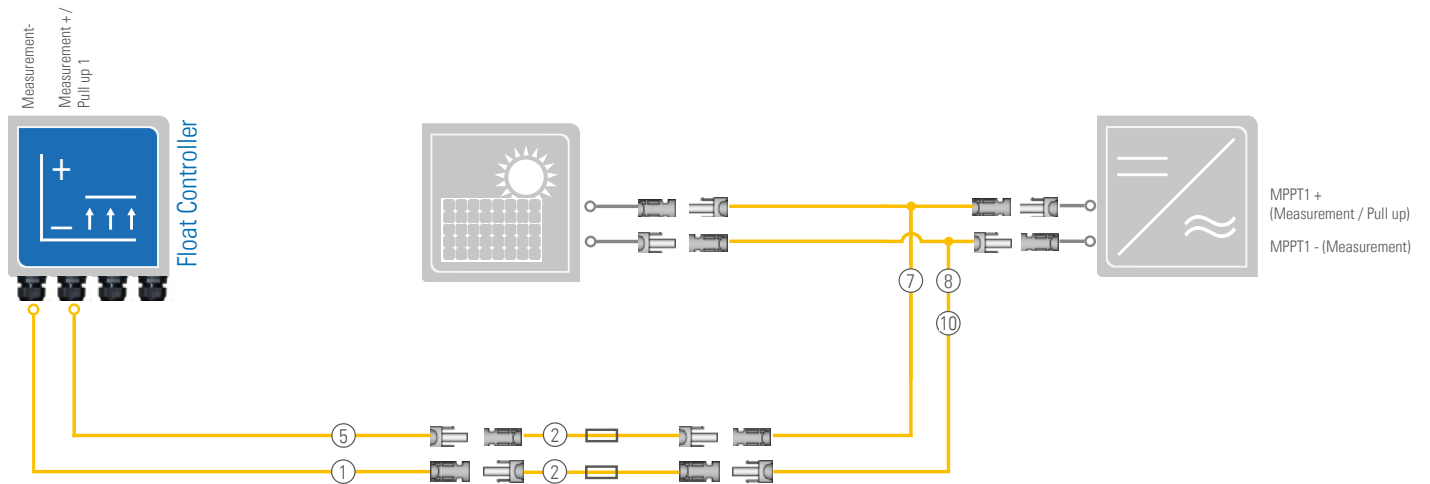 Measurement-
Measurement + /
Pull up 1
Float Controller
MPPT1 +
(Measurement / Pull up)
MPPT1 - (Measurement)
7
8
10
5
2
1
2